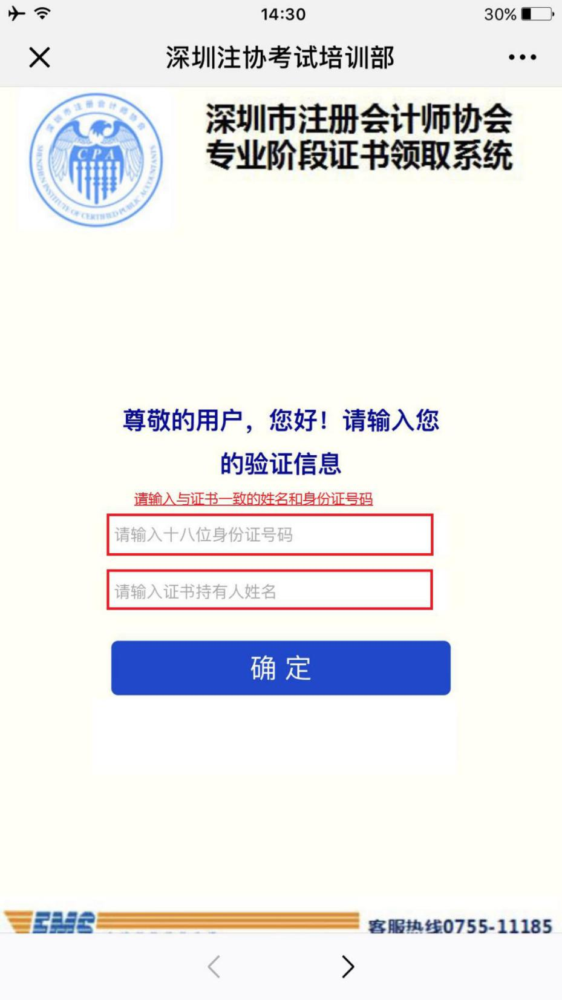 14:30
30%
深圳注协考试培训部
深圳市注册会计师协会
SHENZHEN INSTITUTE OF CERTIFIED PUBLIC ACCOUNTANTS
CPA
深圳市注册会计师协会
专业阶段证书领取系统
尊敬的用户，您好！请输入您
的验证信息
请输入与证书一致的姓名和身份证号码
请输入十八位身份证号码
请输入证书持有人姓名
确 定
EMS
客服热线0755-11185